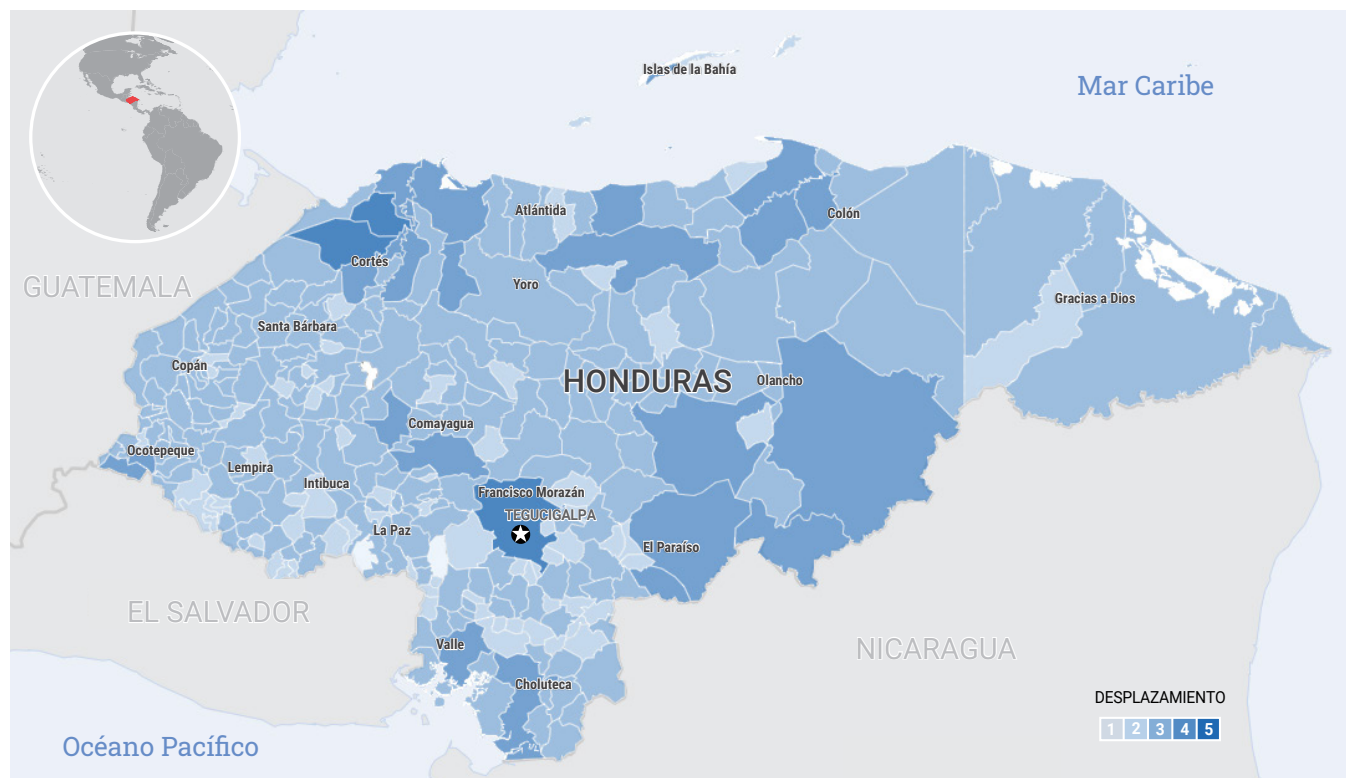 Islas de la Bahía
Mar Caribe
Atlántida
Colón
Cortés
GUATEMALA
Yoro
Gracias a Dios
Santa Bárbara
Copán
HONDURAS
Olancho
Comayagua
Ocotepeque
Lempira
Intibuca
Francisco Morazán
TEGUCIGALPA
La Paz
El Paraíso
EL SALVADOR
Valle
NICARAGUA
Choluteca
DESPLAZAMIENTO
1 2 3 4 5
Océano Pacífico